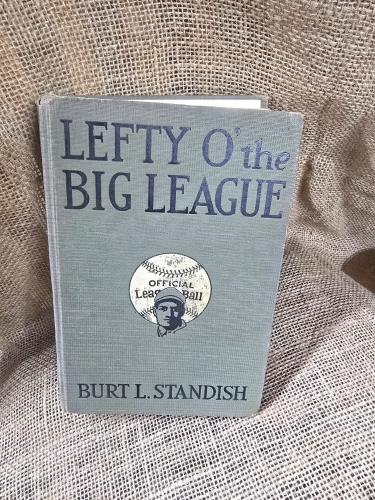 LEFTY O' the
BIG LEAGUE
OFFICIAL
League Ball
BURT L. STANDISH